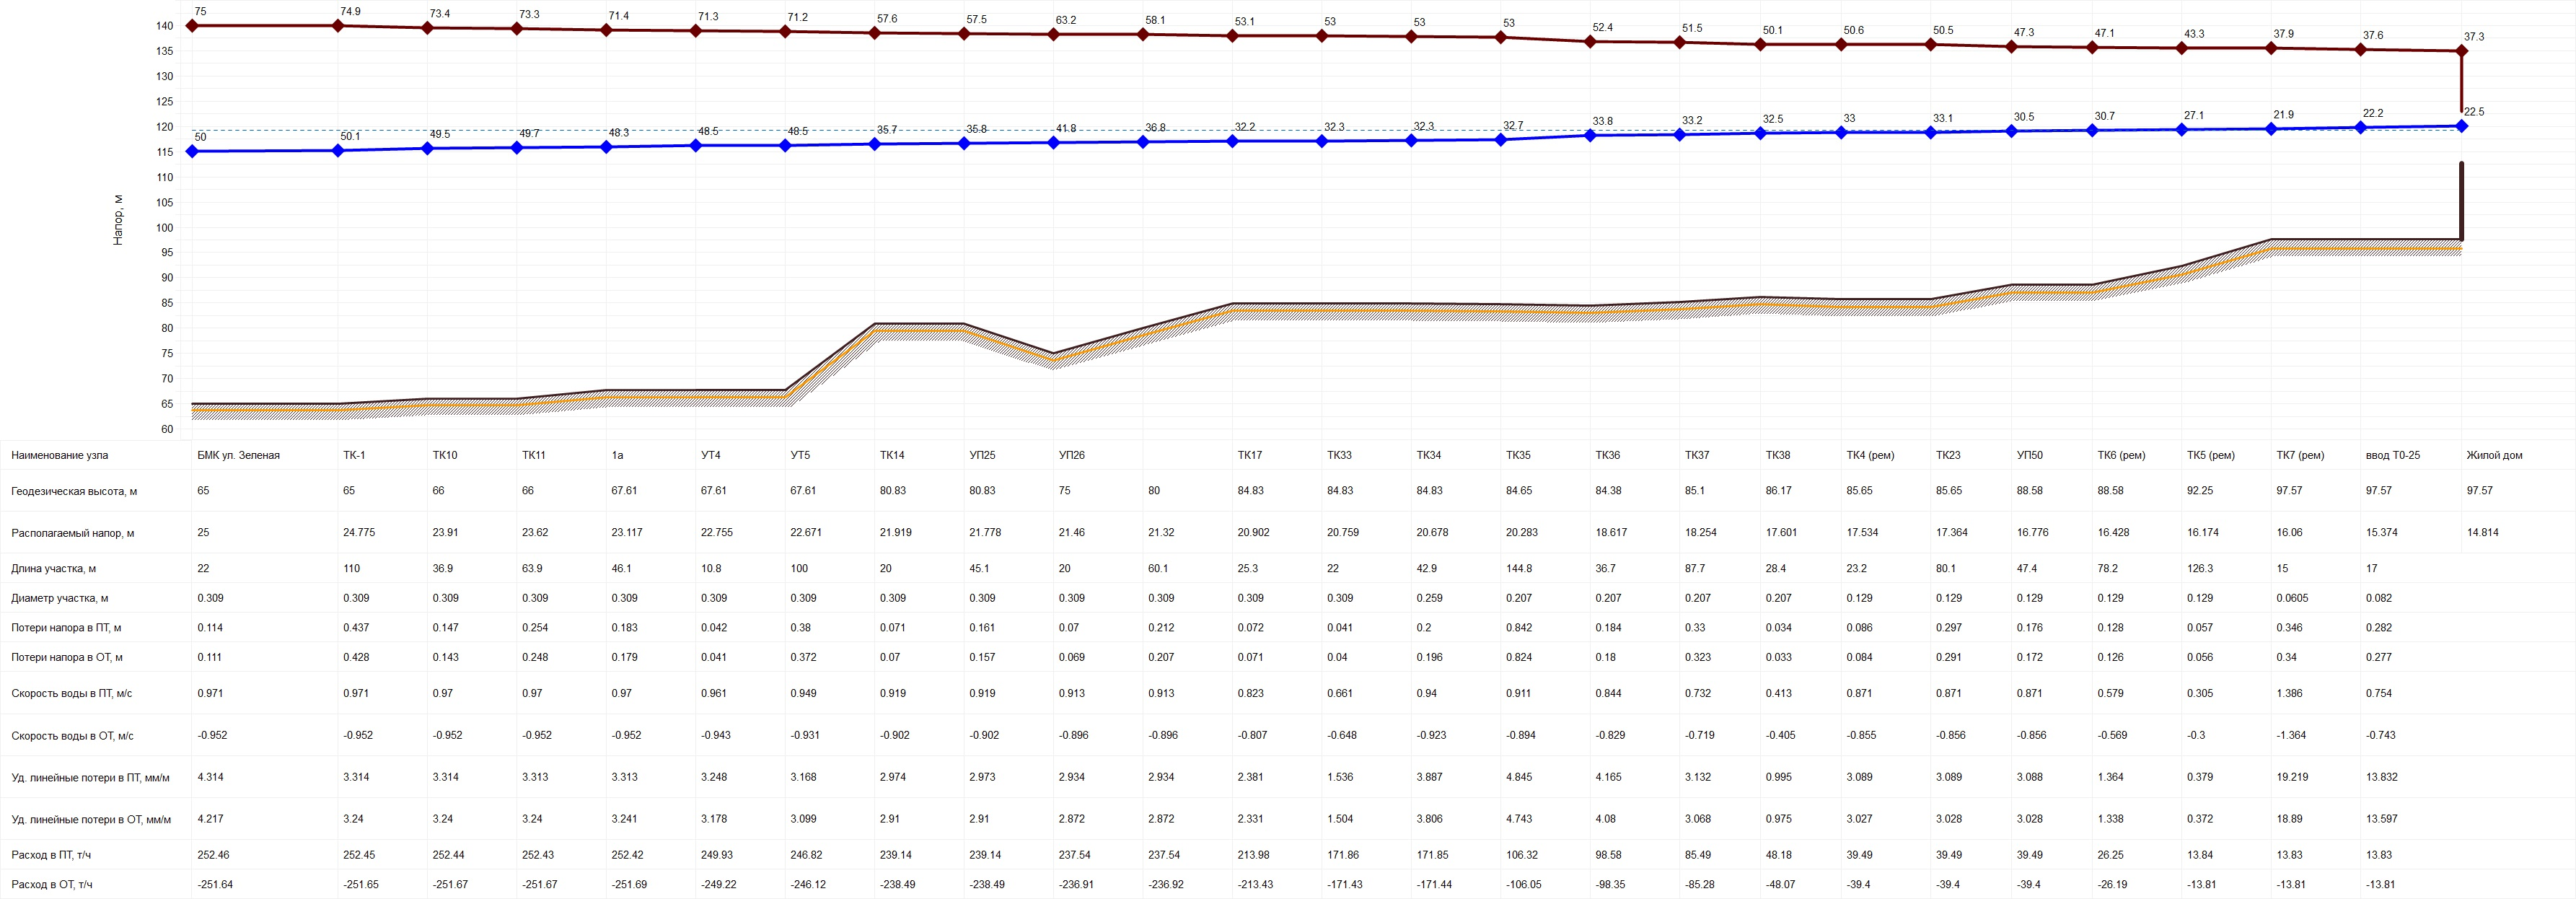 75 74.9 73.4 73.3 71.4 71.3 71.2 57.6 57.5 63.2 58.1 53.1 53 53 53 52.4 51.5 50.1 50.6 50.5 47.3 47.1 43.3 37.9 37.6 37.3
50 50.1 49.5 49.7 48.3 48.5 48.5 35.7 35.8 41.8 36.8 32.2 32.3 32.3 32.7 33.8 33.2 32.5 33 33.1 30.5 30.7 27.1 21.9 22.2 22.5
Напор, м
140
135
130
125
120
115
110
105
100
95
90
85
80
75
70
65
60
Наименование узла БМК ул. Зеленая ТК-1 ТК10 ТК11 1а УТ4 УТ5 ТК14 УП25 УП26 ТК17 ТК33 ТК34 ТК35 ТК36 ТК37 ТК38 ТК4 (рем) ТК23 УП50 ТК6 (рем) ТК5 (рем) ТК7 (рем) ввод Т0-25 Жилой дом
Геодезическая высота, м 65 65 66 66 67.61 67.61 67.61 80.83 80.83 75 80 84.83 84.83 84.83 84.65 84.38 85.1 86.17 85.65 85.65 88.58 88.58 92.25 97.57 97.57 97.57
Располагаемый напор, м 25 24.775 23.91 23.62 23.117 22.755 22.671 21.919 21.778 21.46 21.32 20.902 20.759 20.678 20.283 18.617 18.254 17.601 17.534 17.364 16.776 16.428 16.174 16.06 15.374 14.814
Длина участка, м 22 110 36.9 63.9 46.1 10.8 100 20 45.1 20 60.1 25.3 22 42.9 144.8 36.7 87.7 28.4 23.2 80.1 47.4 78.2 126.3 15 17
Диаметр участка, м 0.309 0.309 0.309 0.309 0.309 0.309 0.309 0.309 0.309 0.309 0.309 0.309 0.309 0.259 0.207 0.207 0.207 0.207 0.129 0.129 0.129 0.129 0.129 0.0605 0.082
Потери напора в ПТ, м 0.114 0.437 0.147 0.254 0.183 0.042 0.38 0.071 0.161 0.07 0.212 0.072 0.041 0.2 0.842 0.184 0.33 0.034 0.086 0.297 0.176 0.128 0.057 0.346 0.282
Потери напора в ОТ, м 0.111 0.428 0.143 0.248 0.179 0.041 0.372 0.07 0.157 0.069 0.207 0.071 0.04 0.196 0.824 0.18 0.323 0.033 0.084 0.291 0.172 0.126 0.056 0.34 0.277
Скорость воды в ПТ, м/с 0.971 0.971 0.97 0.97 0.97 0.961 0.949 0.919 0.919 0.913 0.913 0.823 0.661 0.94 0.911 0.844 0.732 0.413 0.871 0.871 0.871 0.579 0.305 1.386 0.754
Скорость воды в ОТ, м/с -0.952 -0.952 -0.952 -0.952 -0.952 -0.943 -0.931 -0.902 -0.902 -0.896 -0.896 -0.807 -0.648 -0.923 -0.894 -0.829 -0.719 -0.405 -0.855 -0.856 -0.856 -0.569 -0.3 -1.364 -0.743
Уд. линейные потери в ПТ, мм/м 4.314 3.314 3.314 3.313 3.313 3.248 3.168 2.974 2.973 2.934 2.934 2.381 1.536 3.887 4.845 4.165 3.132 0.995 3.089 3.089 3.088 1.364 0.379 19.219 13.832
Уд. линейные потери в ОТ, мм/м 4.217 3.24 3.24 3.24 3.241 3.178 3.099 2.91 2.91 2.872 2.872 2.331 1.504 3.806 4.743 4.08 3.068 0.975 3.027 3.028 3.028 1.338 0.372 18.89 13.597
Расход в ПТ, т/ч 252.46 252.45 252.44 252.43 252.42 249.93 246.82 239.14 239.14 237.54 237.54 213.98 171.86 171.85 106.32 98.58 85.49 48.18 39.49 39.49 39.49 26.25 13.84 13.83 13.83
Расход в ОТ, т/ч -251.64 -251.65 -251.67 -251.67 -251.69 -249.22 -246.12 -238.49 -238.49 -236.91 -236.92 -213.43 -171.43 -171.44 -106.05 -98.35 -85.28 -48.07 -39.4 -39.4 -39.4 -26.19 -13.81 -13.81 -13.81